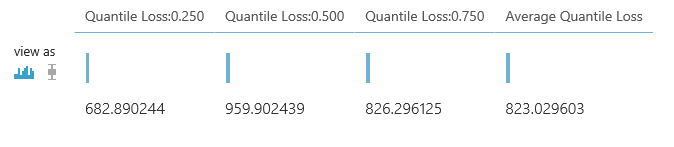 Quantile Loss:0.250 Quantile Loss:0.500 Quantile Loss:0.750 Average Quantile Loss
view as
682.890244 959.902439 826.296125 823.029603